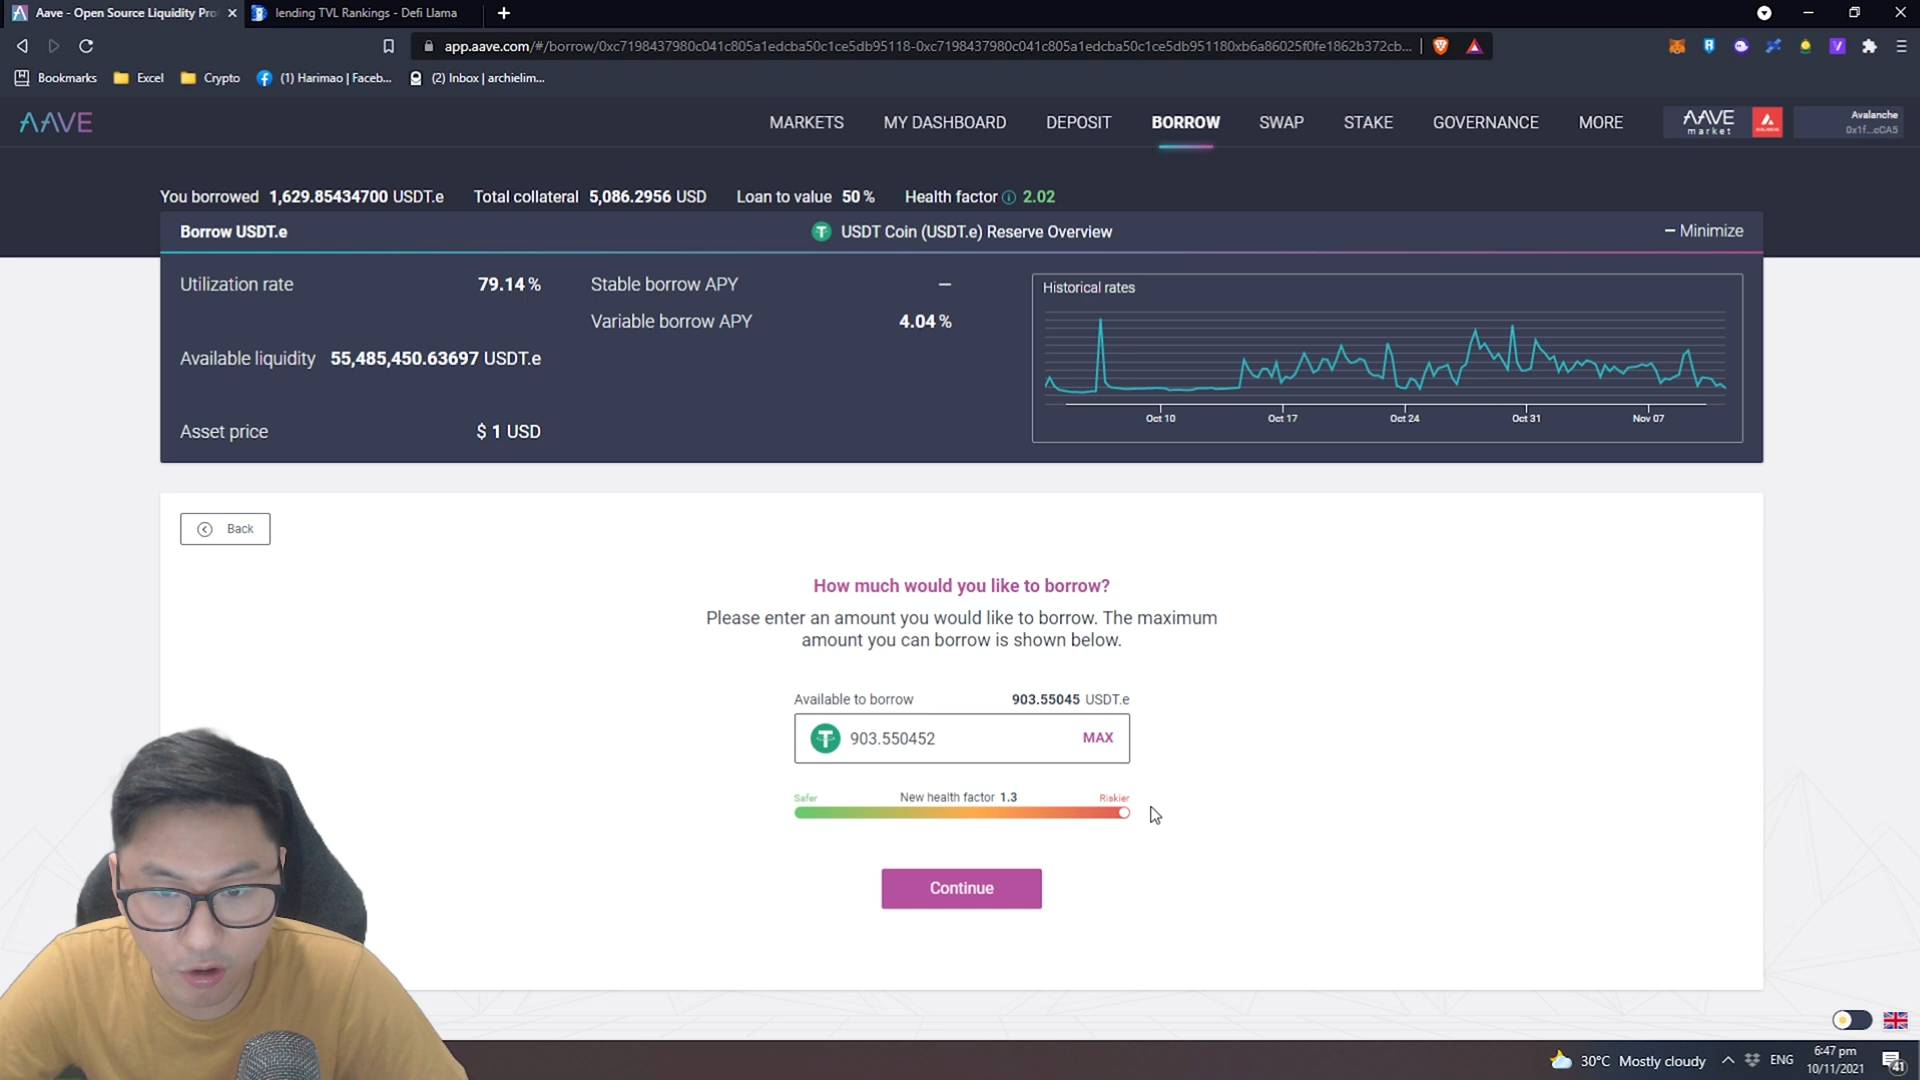 Aave - Open Source Liquidity Pro
lending TVL Rankings - Defi Llama
app.aave.com/#/borrow/0xc7198437980c041c805a1edcba50c1ce5db95118-0xc7198437980c041c805a1edcba50c1ce5db951180xb6a86025f0fe1862b372cb...
Bookmarks
Excel
Crypto
(1) Harimao | Faceb...
(2) Inbox | archielim...
AAVE
MARKETS
MY DASHBOARD
DEPOSIT
BORROW
SWAP
STAKE
GOVERNANCE
MORE
AAVE
market
Avalanche
0x1f...cCA5
You borrowed 1,629.85434700 USDT.e
Total collateral 5,086.2956 USD
Loan to value 50 %
Health factor 2.02
Borrow USDT.e
USDT Coin (USDT.e) Reserve Overview
Minimize
Utilization rate 79.14 %
Available liquidity 55,485,450.63697 USDT.e
Asset price $ 1 USD
Stable borrow APY —
Variable borrow APY 4.04 %
Historical rates
Oct 10
Oct 17
Oct 24
Oct 31
Nov 07
Back
How much would you like to borrow?
Please enter an amount you would like to borrow. The maximum
amount you can borrow is shown below.
Available to borrow 903.55045 USDT.e
903.550452 MAX
Safer New health factor 1.3 Riskier
Continue
30°C Mostly cloudy
ENG
6:47 pm
10/11/2021
41